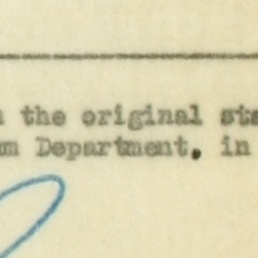 the original
Department, in